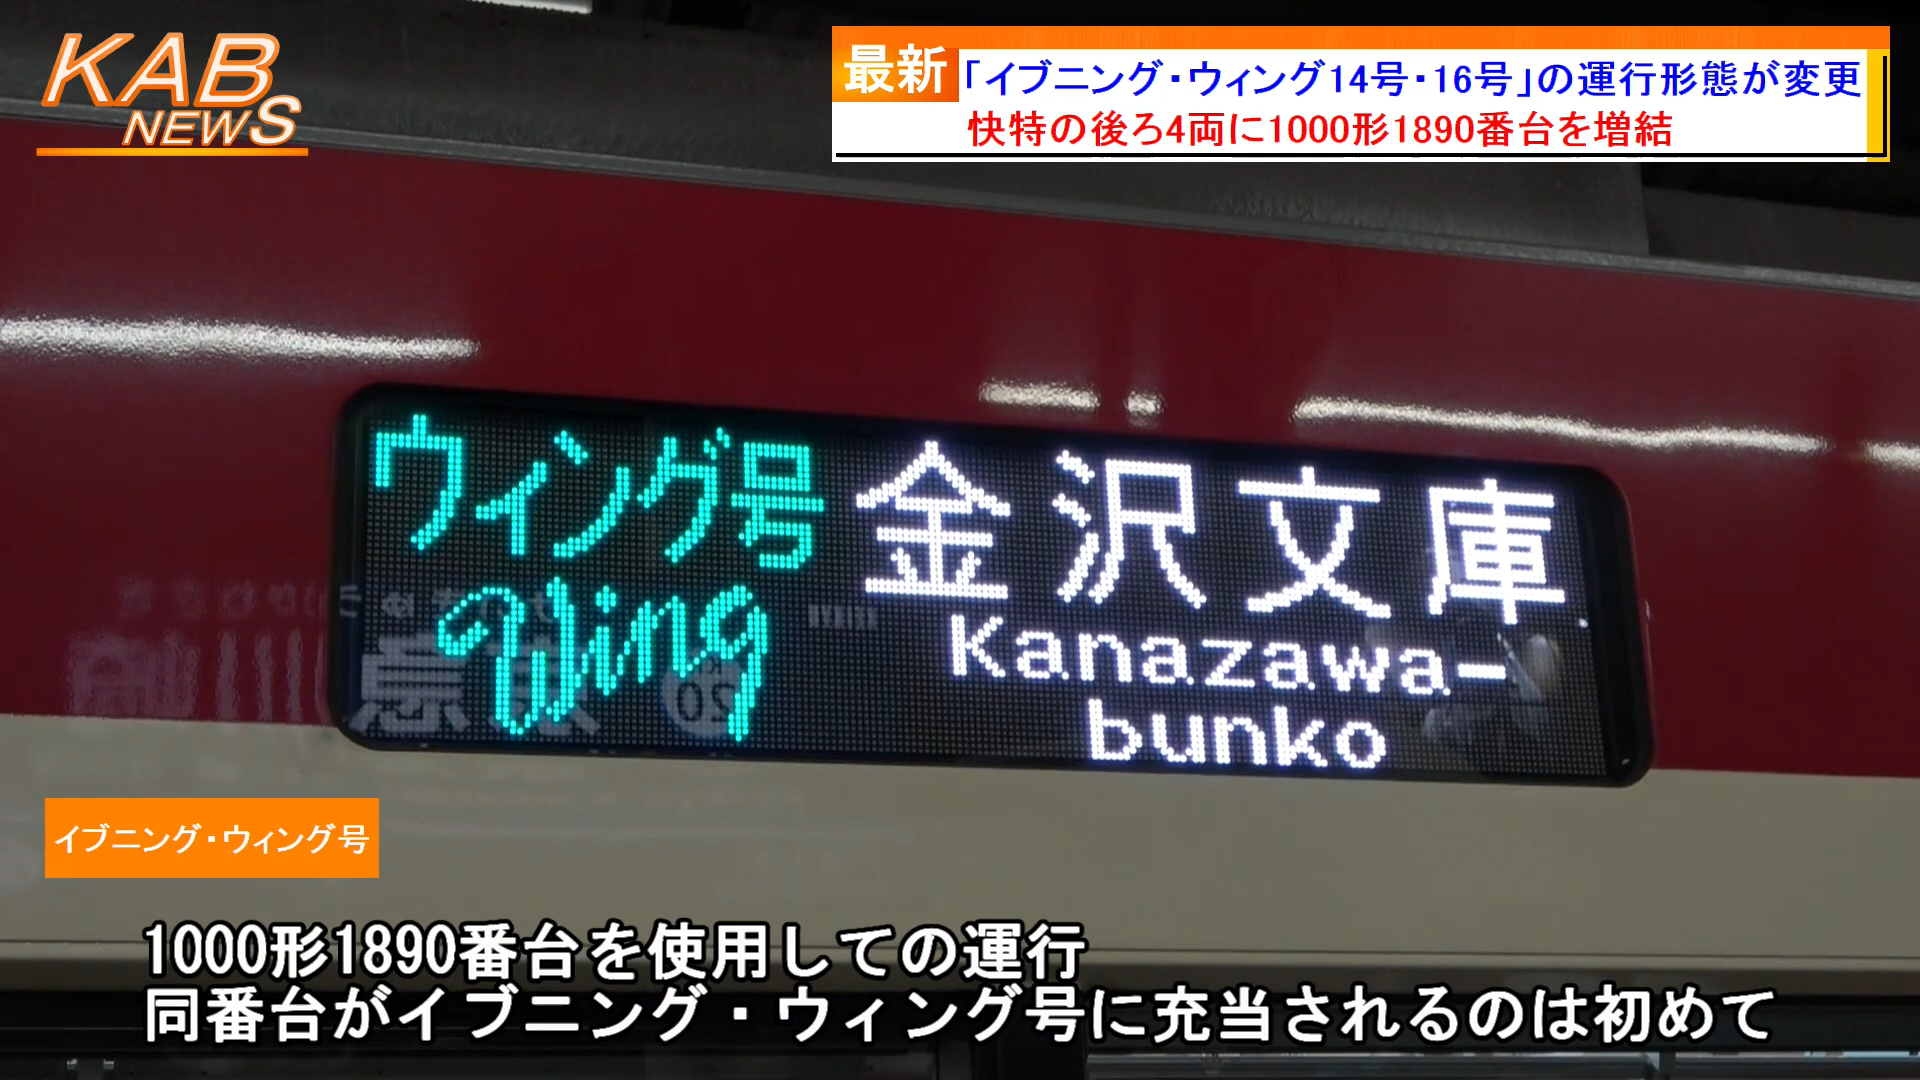 KAB
NEWS
最新
「イブニング・ウィング14号・16号」の運行形態が変更
快特の後ろ4両に1000形1890番台を増結
ウィング号
金沢文庫
Wing
Kanazawa-
bunko
20
イブニング・ウィング号
1000形1890番台を使用しての運行
同番台がイブニング・ウィング号に充当されるのは初めて